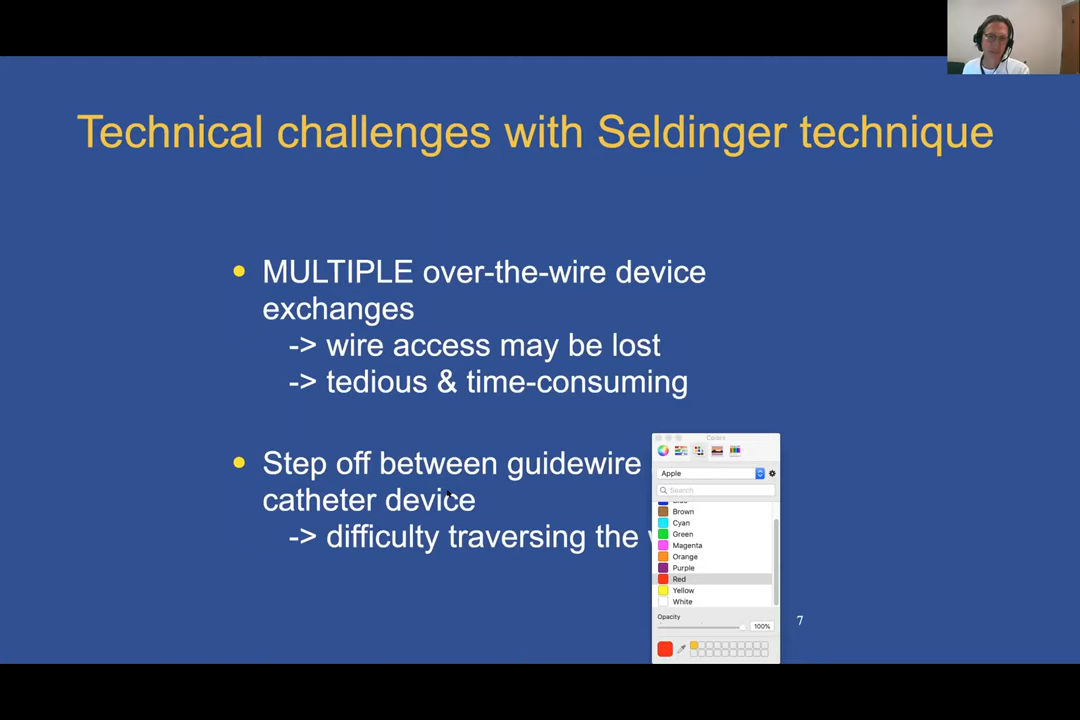 Technical challenges with Seldinger technique
MULTIPLE over-the-wire device
exchanges
-> wire access may be lost
-> tedious & time-consuming
Step off between guidewire
catheter device
-> difficulty traversing the
Colors
Apple
Search
Brown
Cyan
Green
Magenta
Orange
Purple
Red
Yellow
White
Opacity
100%
7